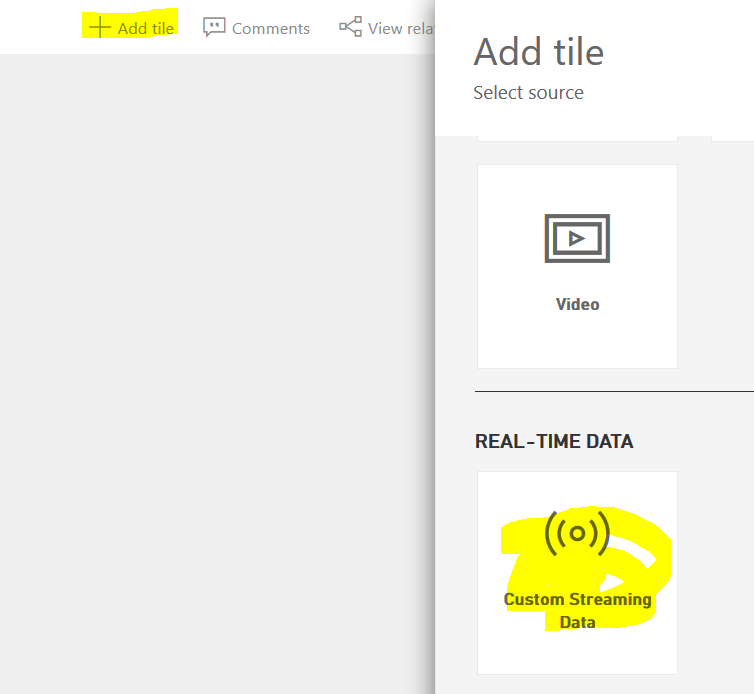 Add tile
Comments
View rela
Add tile
Select source
Video
REAL-TIME DATA
Custom Streaming
Data